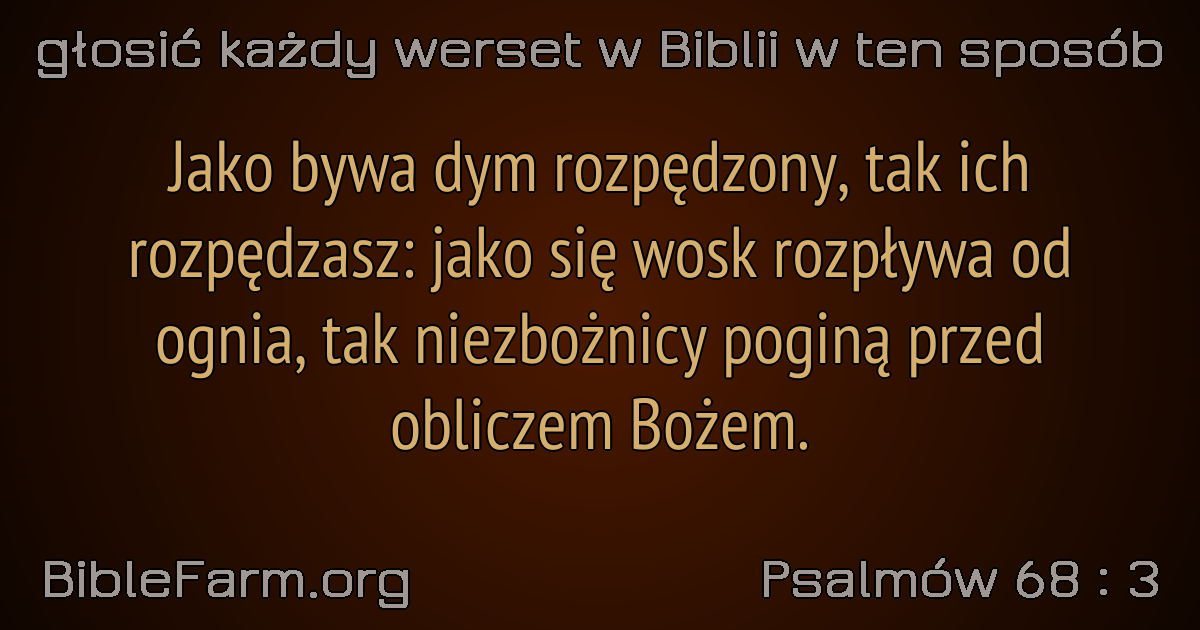 głosić każdy werset w Biblii w ten sposób
Jako bywa dym rozpędzony, tak ich
rozpędzasz: jako się wosk rozpływa od
ognia, tak niezbożnicy poginą przed
obliczem Bożem.
BibleFarm.org
Psalmów 68 : 3